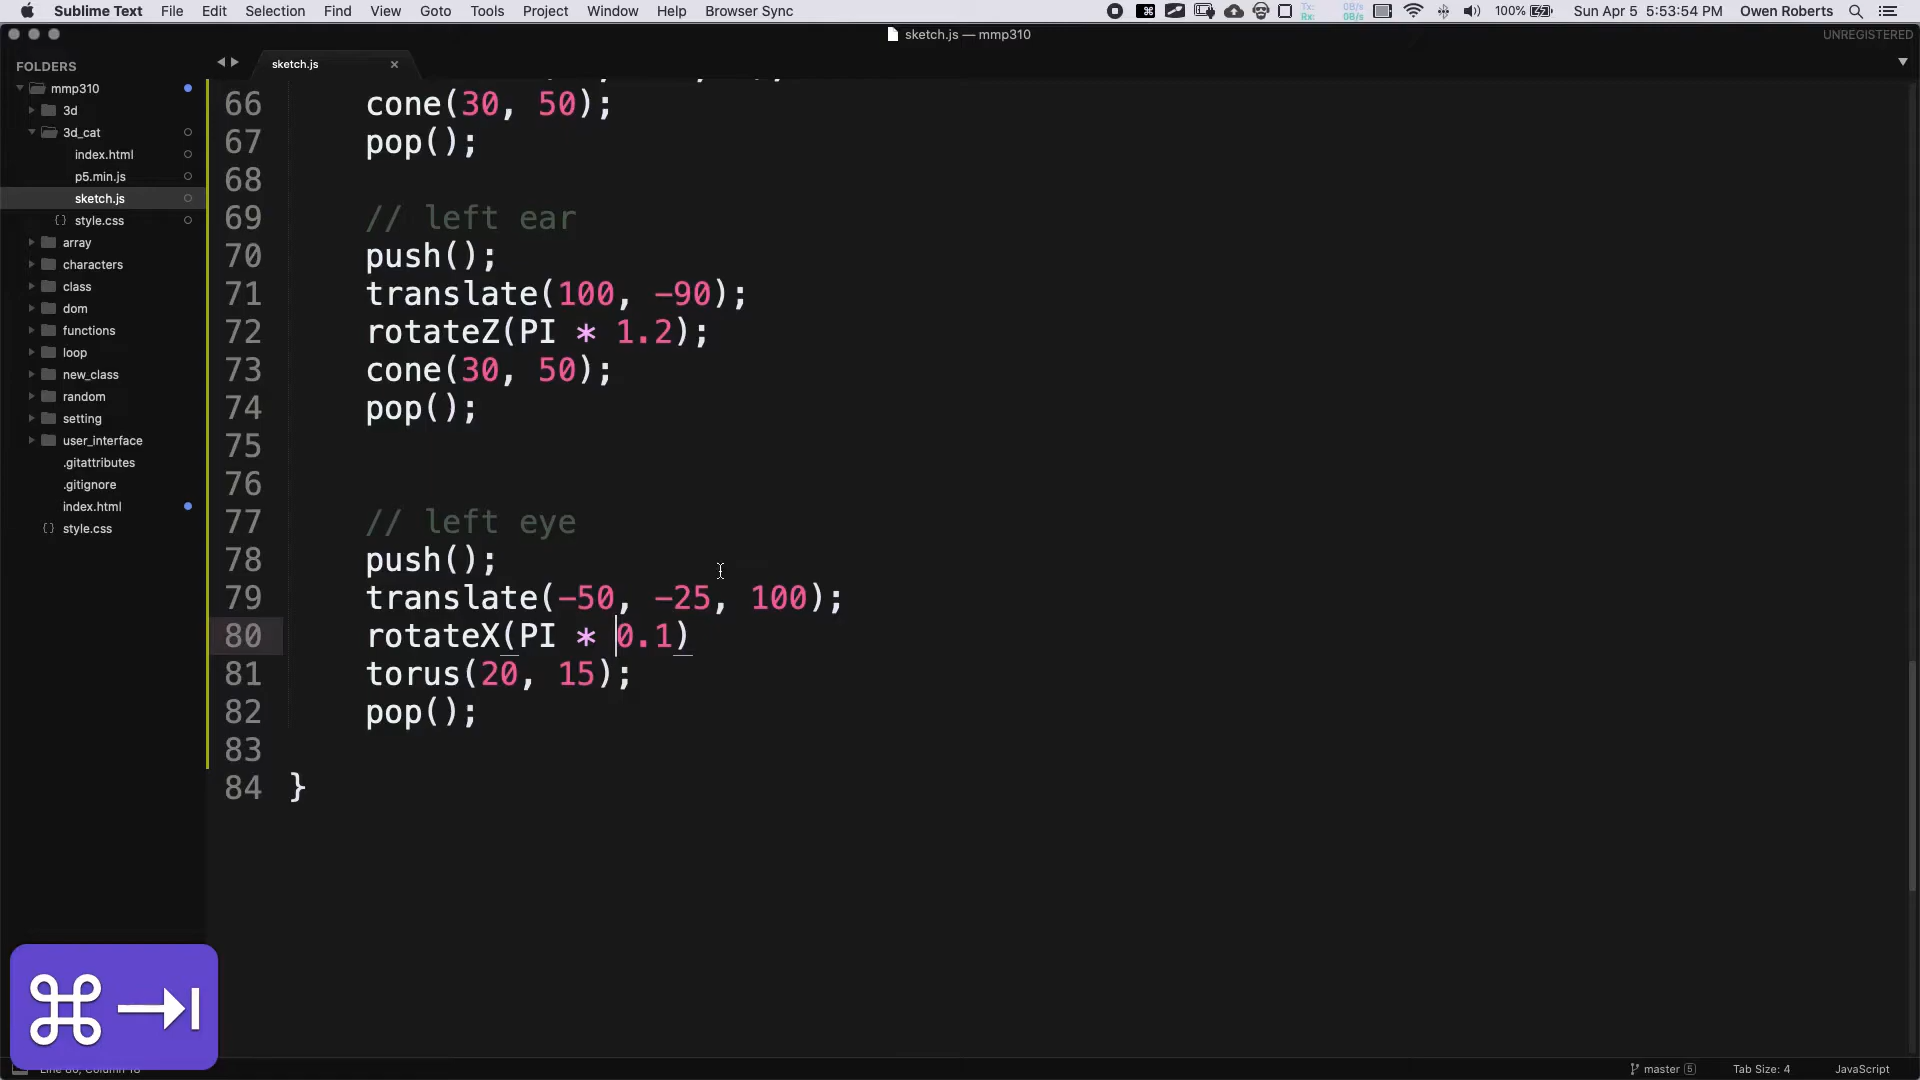 Sublime Text File Edit Selection Find View Goto Tools Project Window Help Browser Sync
100% Sun Apr 5 5:53:54 PM Owen Roberts
sketch.js — mmp310
UNREGISTERED
FOLDERS
mmp310
3d
3d_cat
index.html
p5.min.js
sketch.js
{} style.css
array
characters
class
dom
functions
loop
new_class
random
setting
user_interface
.gitattributes
.gitignore
index.html
{} style.css
sketch.js
66 cone(30, 50);
67 pop();
68
69 // left ear
70 push();
71 translate(100, -90);
72 rotateZ(PI * 1.2);
73 cone(30, 50);
74 pop();
75
76
77 // left eye
78 push();
79 translate(-50, -25, 100);
80 rotateX(PI * 0.1)
81 torus(20, 15);
82 pop();
83
84 }
master 5 Tab Size: 4 JavaScript